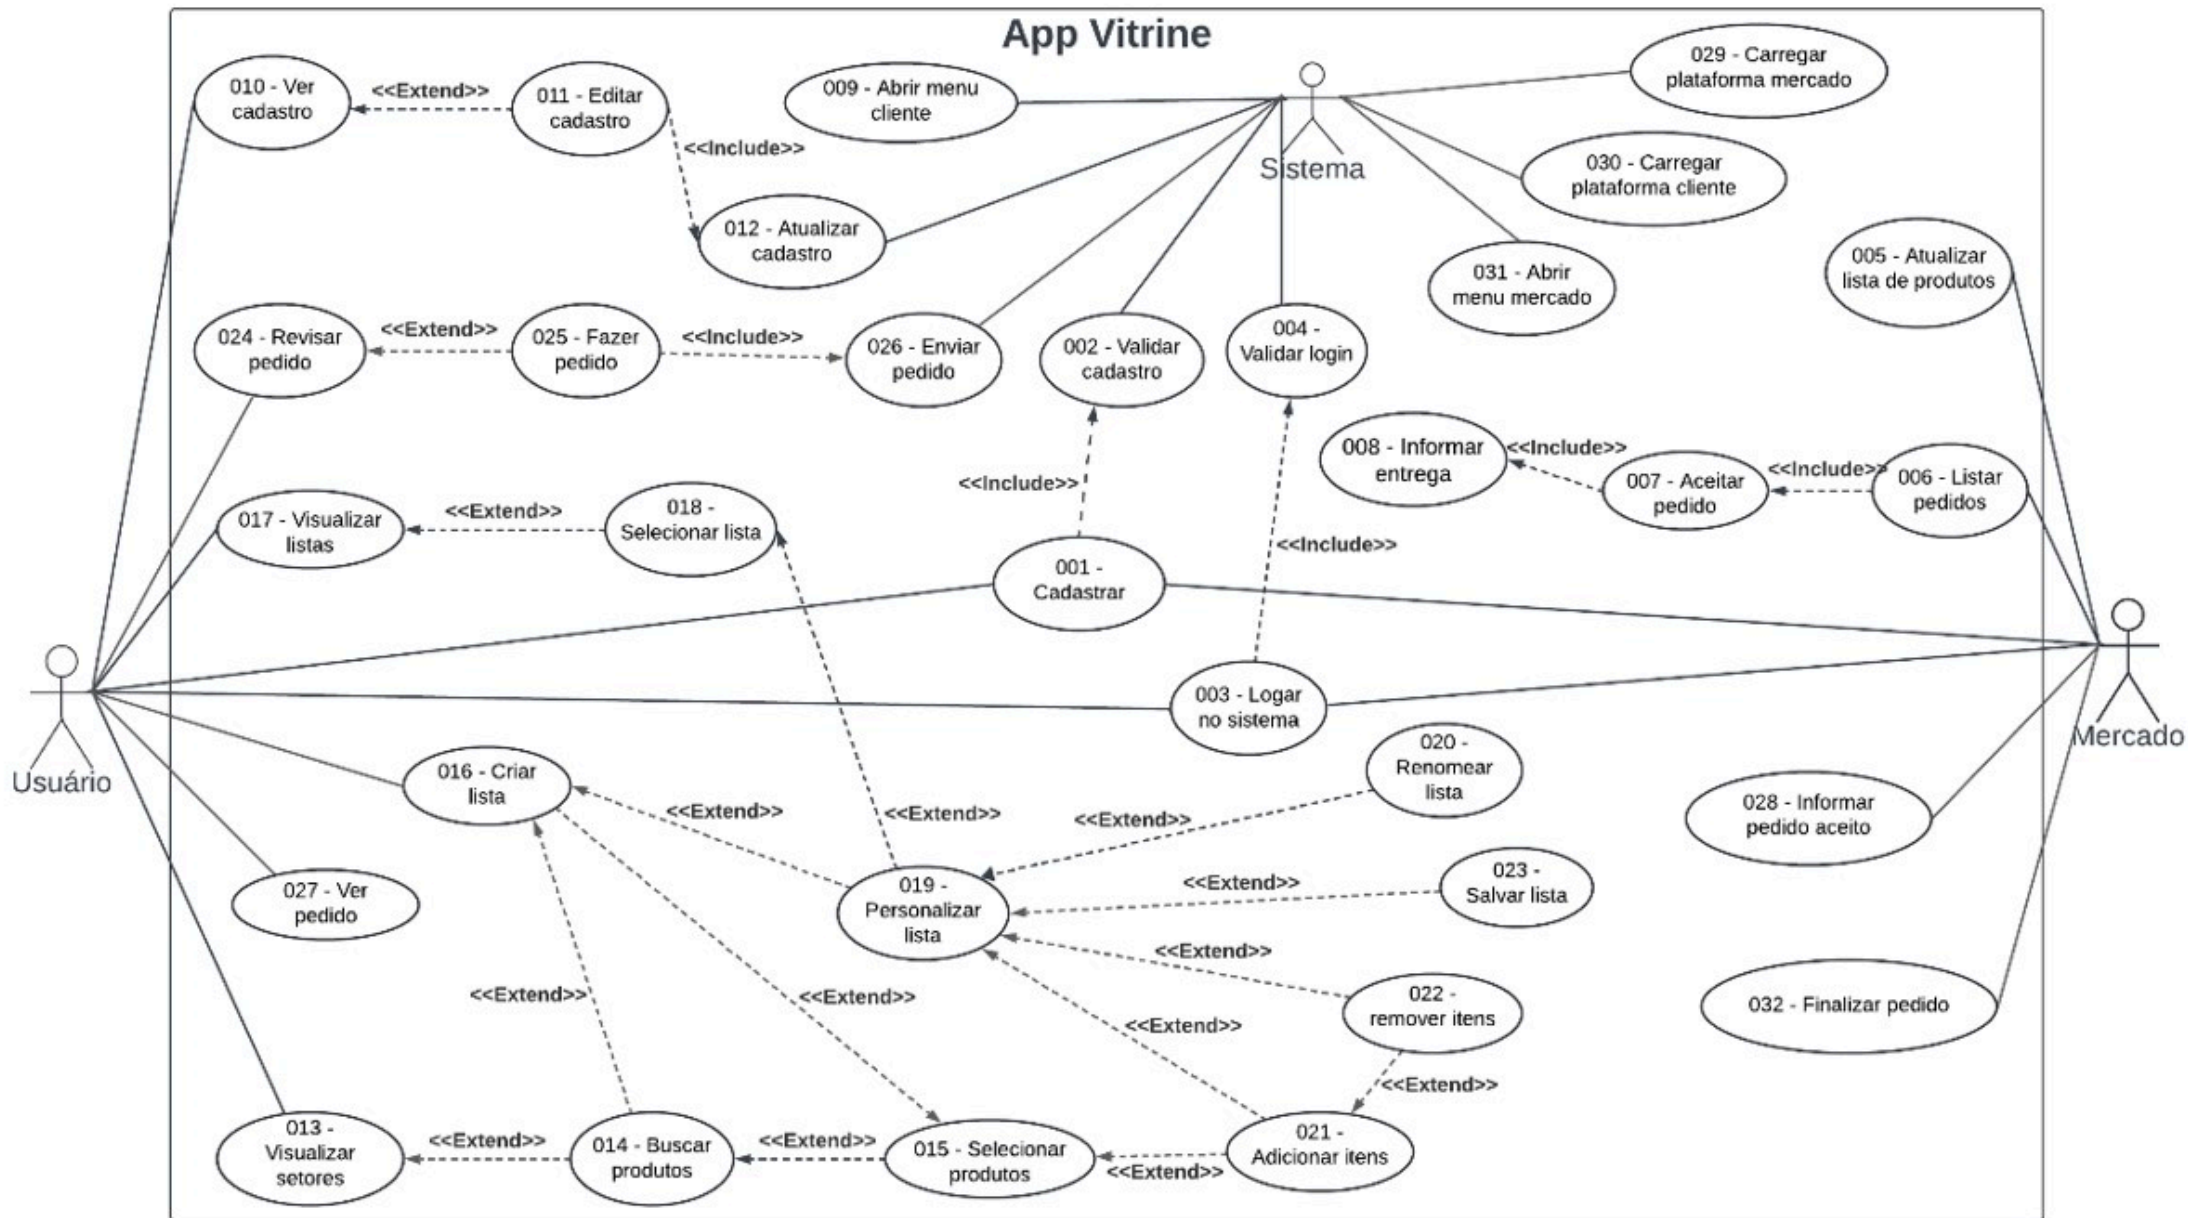 App Vitrine
029 - Carregar
plataforma mercado
010 - Ver
cadastro
<<Extend>>
011 - Editar
cadastro
009 - Abrir menu
cliente
<<Include>>
Sistema
030 - Carregar
plataforma cliente
012 - Atualizar
cadastro
031 - Abrir
menu mercado
005 - Atualizar
lista de produtos
024 - Revisar
pedido
<<Extend>>
025 - Fazer
pedido
<<Include>>
026 - Enviar
pedido
002 - Validar
cadastro
004 -
Validar login
008 - Informar
entrega
<<Include>>
007 - Aceitar
pedido
<<Include>>
006 - Listar
pedidos
017 - Visualizar
listas
<<Extend>>
018 -
Selecionar lista
<<Include>>
<<Include>>
001 -
Cadastrar
003 - Logar
no sistema
Usuário
Mercado
016 - Criar
lista
<<Extend>>
<<Extend>>
<<Extend>>
020 -
Renomear
lista
028 - Informar
pedido aceito
027 - Ver
pedido
019 -
Personalizar
lista
<<Extend>>
023 -
Salvar lista
<<Extend>>
<<Extend>>
<<Extend>>
<<Extend>>
022 -
remover itens
032 - Finalizar pedido
<<Extend>>
013 -
Visualizar
setores
<<Extend>>
014 - Buscar
produtos
<<Extend>>
015 - Selecionar
produtos
<<Extend>>
021 -
Adicionar itens